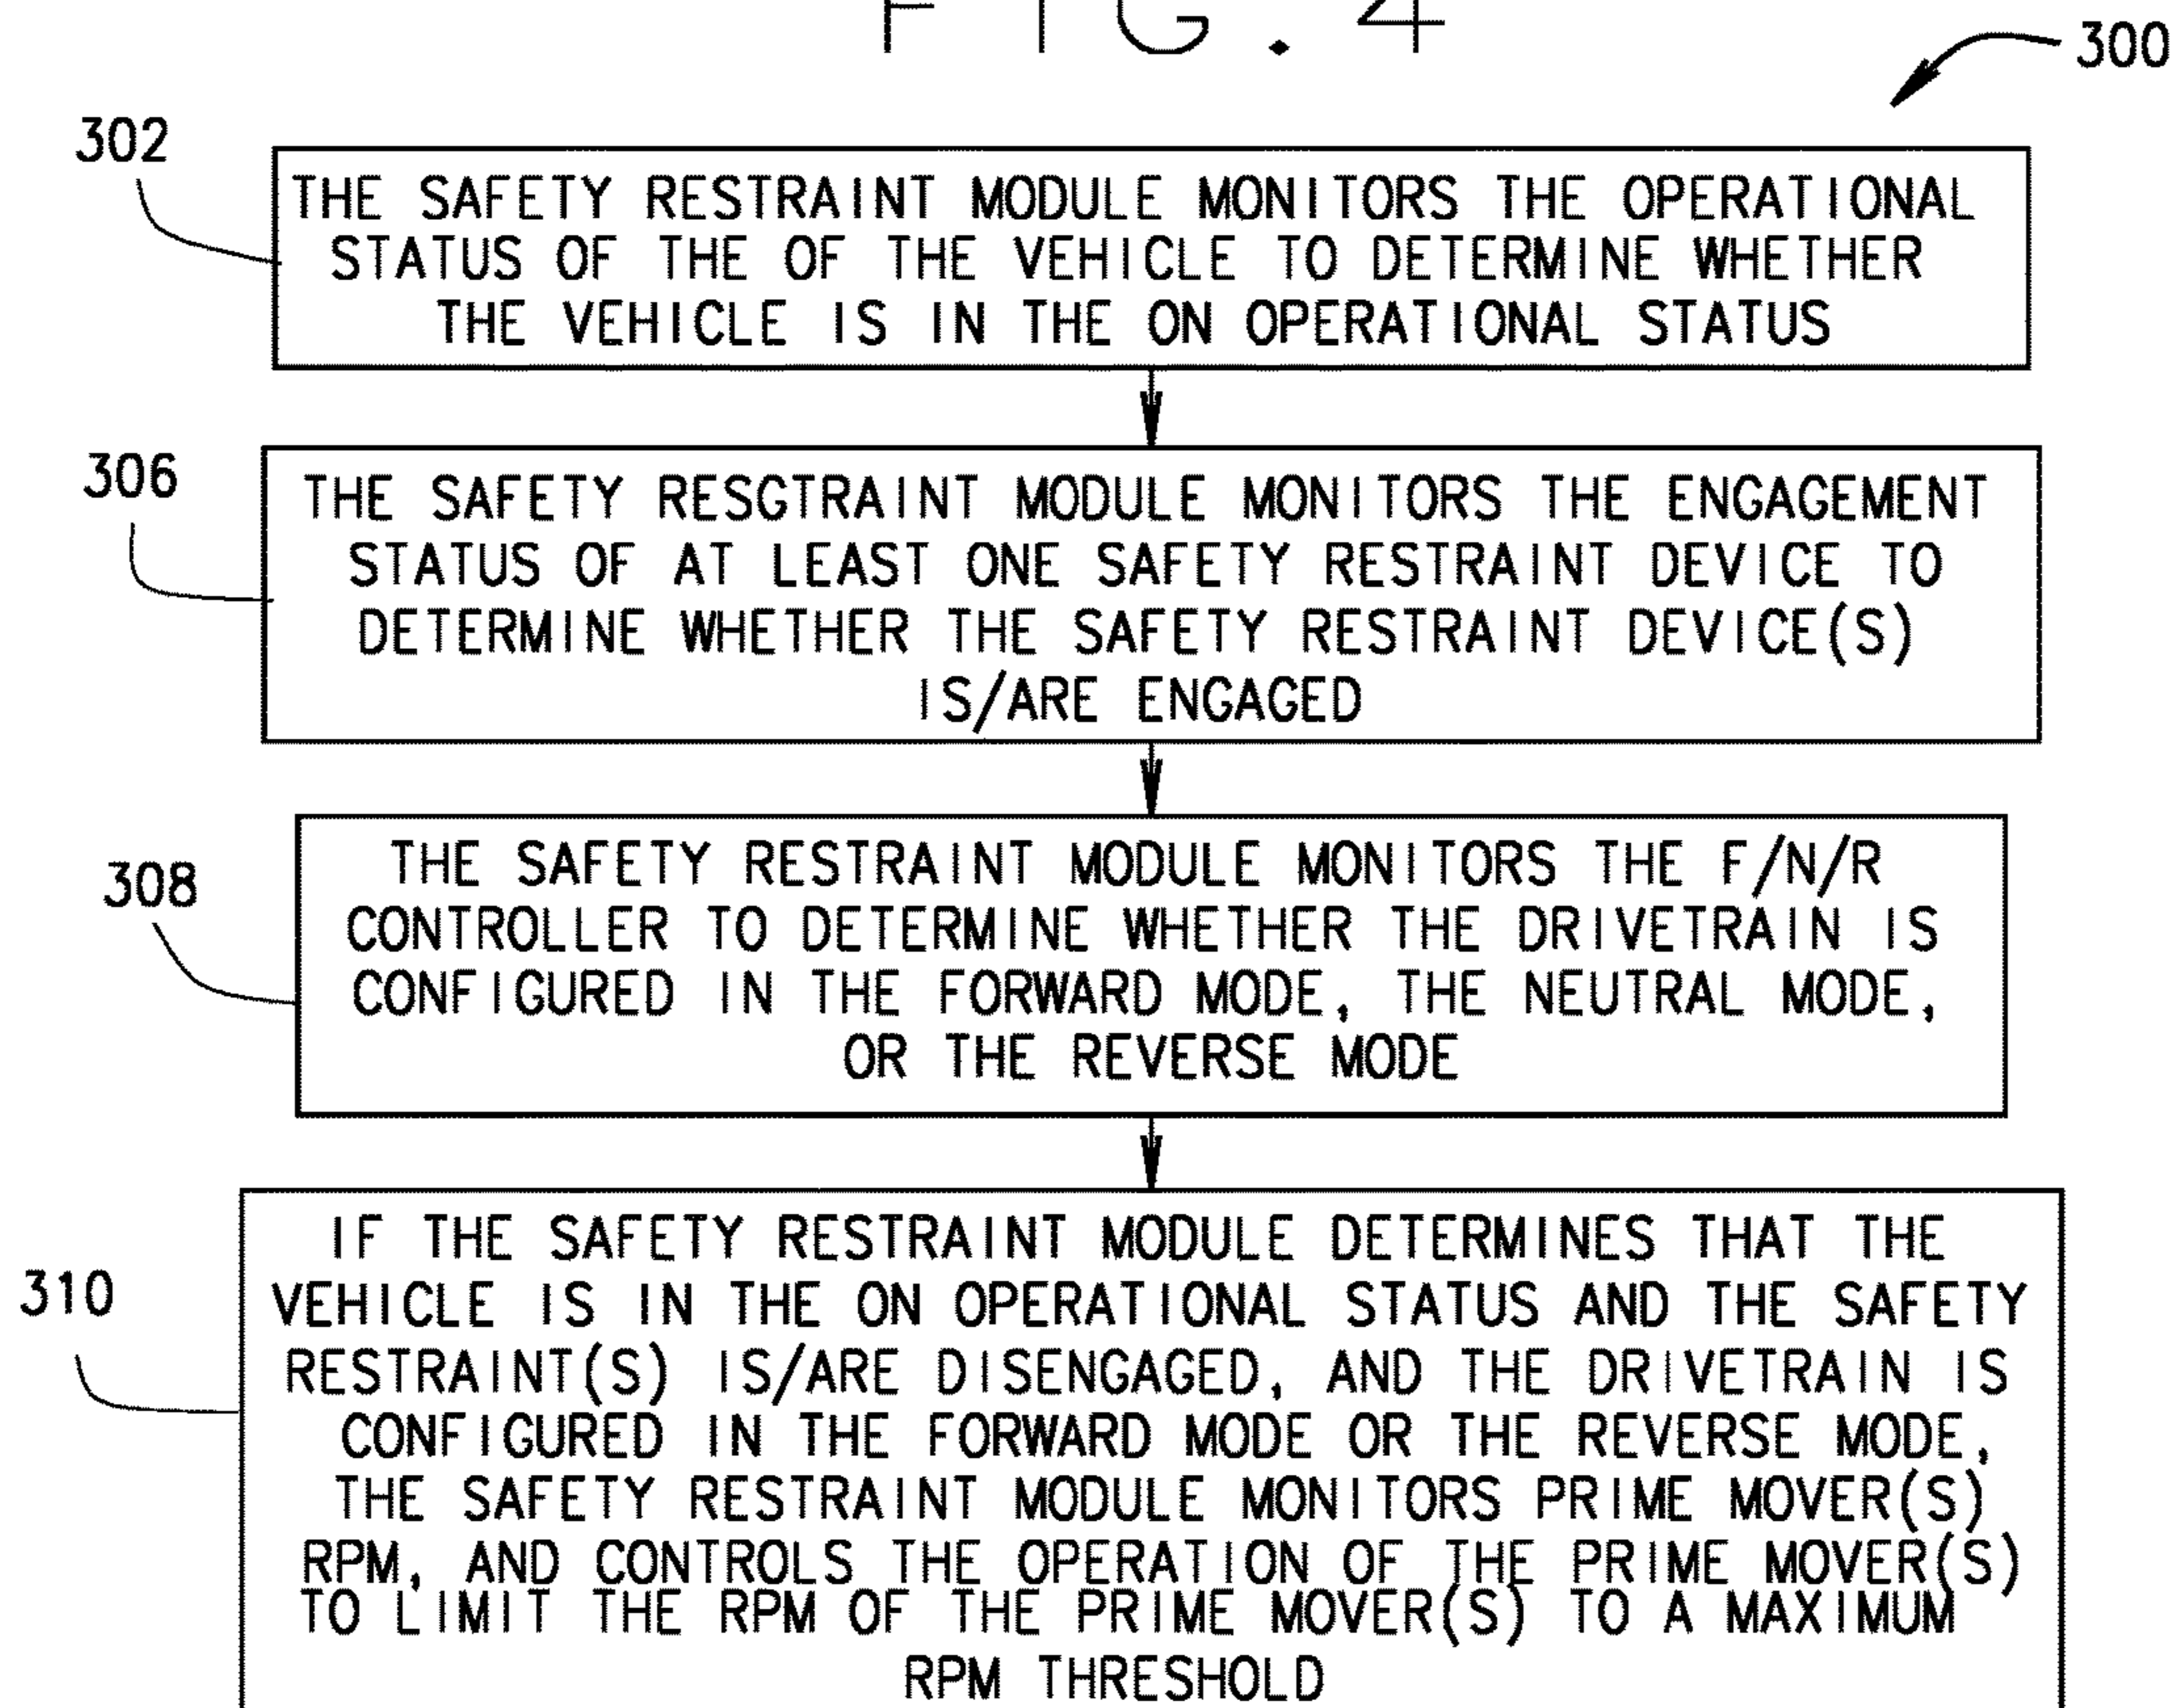 FIG. 4
300
302
THE SAFETY RESTRAINT MODULE MONITORS THE OPERATIONAL
STATUS OF THE OF THE VEHICLE TO DETERMINE WHETHER
THE VEHICLE IS IN THE ON OPERATIONAL STATUS
306
THE SAFETY RESGTRAINT MODULE MONITORS THE ENGAGEMENT
STATUS OF AT LEAST ONE SAFETY RESTRAINT DEVICE TO
DETERMINE WHETHER THE SAFETY RESTRAINT DEVICE(S)
IS/ARE ENGAGED
308
THE SAFETY RESTRAINT MODULE MONITORS THE F/N/R
CONTROLLER TO DETERMINE WHETHER THE DRIVETRAIN IS
CONFIGURED IN THE FORWARD MODE, THE NEUTRAL MODE,
OR THE REVERSE MODE
310
IF THE SAFETY RESTRAINT MODULE DETERMINES THAT THE
VEHICLE IS IN THE ON OPERATIONAL STATUS AND THE SAFETY
RESTRAINT(S) IS/ARE DISENGAGED, AND THE DRIVETRAIN IS
CONFIGURED IN THE FORWARD MODE OR THE REVERSE MODE,
THE SAFETY RESTRAINT MODULE MONITORS PRIME MOVER(S)
RPM, AND CONTROLS THE OPERATION OF THE PRIME MOVER(S)
TO LIMIT THE RPM OF THE PRIME MOVER(S) TO A MAXIMUM
RPM THRESHOLD